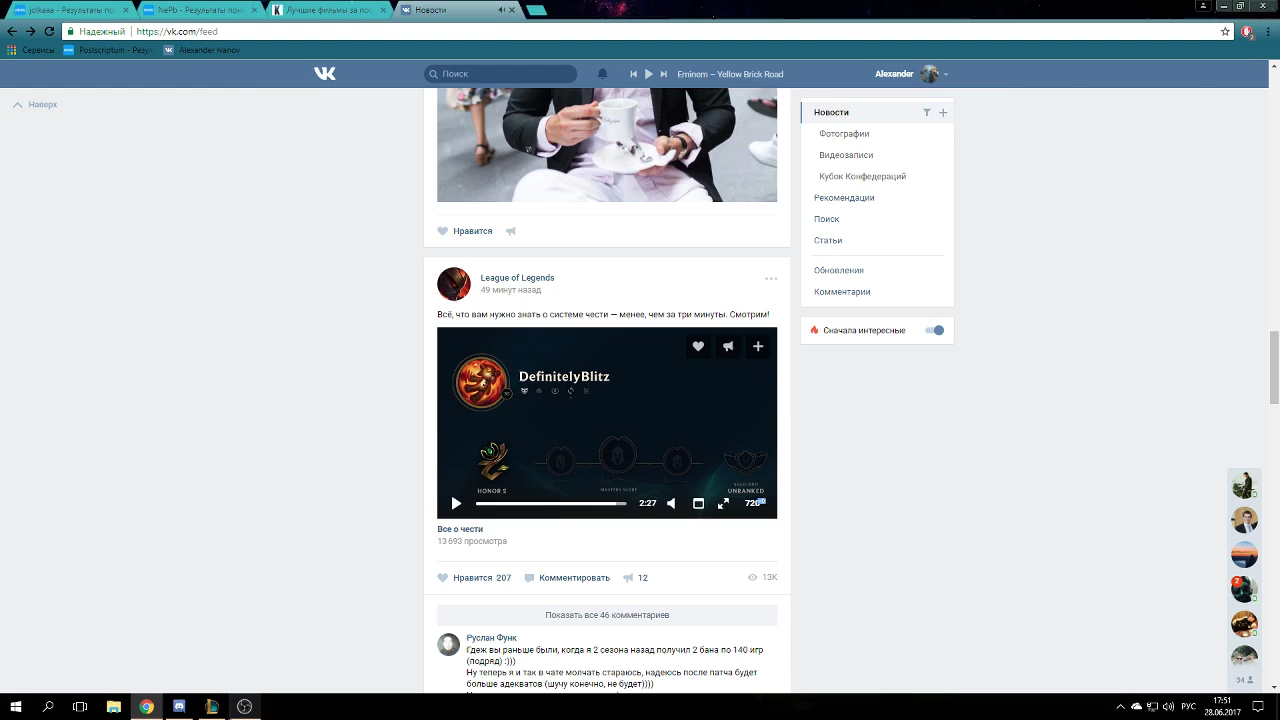 jolkaaa - Результаты пои
NePb - Результаты пои
Лучшие фильмы за пос
Новости
Надежный
https://vk.com/feed
Сервисы
Postscriptum - Резул
Alexander Ivanov
Поиск
Eminem – Yellow Brick Road
Alexander
Наверх
Нравится
League of Legends
49 минут назад
Всё, что вам нужно знать о системе чести — менее, чем за три минуты. Смотрим!
DefinitelyBlitz
HONOR 2
MASTERY SCORE
UNRANKED
2:27
720
Все о чести
13 693 просмотра
Нравится 207
Комментировать
12
13K
Показать все 46 комментариев
Руслан Функ
Гдеж вы раньше были, когда я 2 сезона назад получил 2 бана по 140 игр
(подряд) :)))
Ну теперя я и так в чате молчать стараюсь, надеюсь после патча будет
больше адекватов (шучу конечно, не будет))))
Новости
Фотографии
Видеозаписи
Кубок Конфедераций
Рекомендации
Поиск
Статьи
Обновления
Комментарии
Сначала интересные
2
34
РУС
17:51
28.06.2017